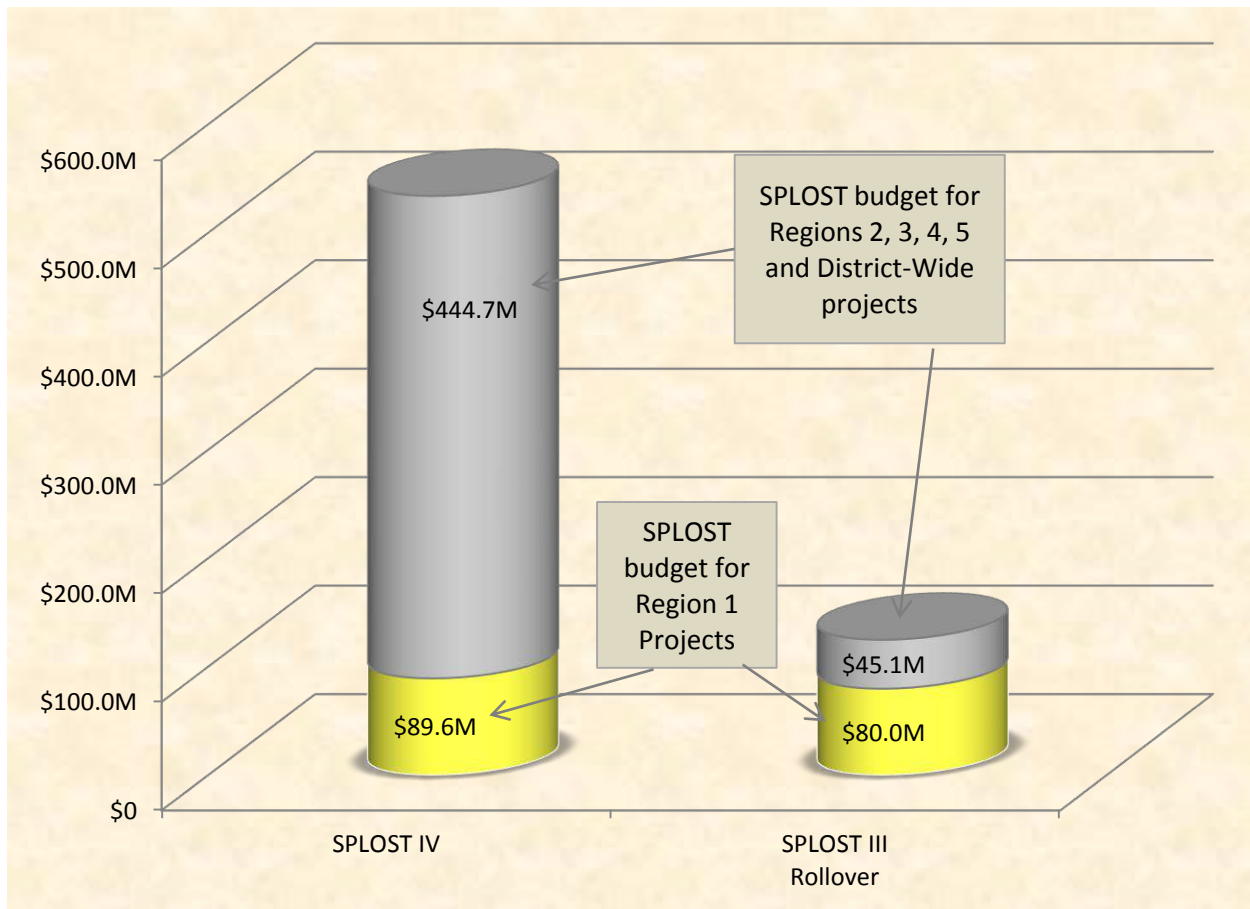 $600.0M
$500.0M
$400.0M
$300.0M
$200.0M
$100.0M
$0
SPLOST budget for
Regions 2, 3, 4, 5
and District-Wide
projects
$444.7M
SPLOST
budget for
Region 1
Projects
$89.6M
$45.1M
$80.0M
SPLOST IV
SPLOST III
Rollover